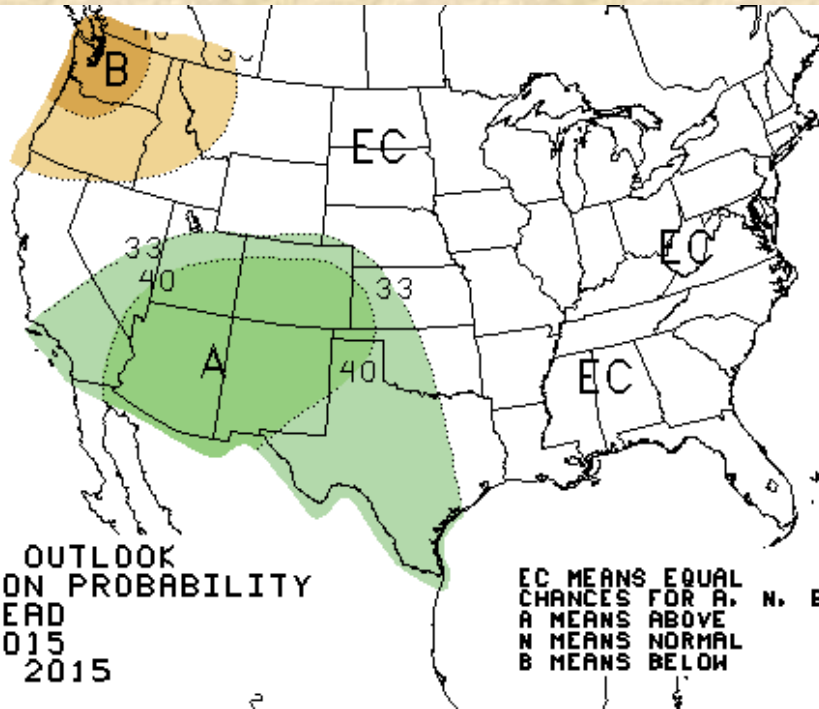 B
EC
EC
33
40
33
A
40
EC
OUTLOOK
ON PROBABILITY
EAD
015
2015
EC MEANS EQUAL
CHANCES FOR A, N, B
A MEANS ABOVE
N MEANS NORMAL
B MEANS BELOW